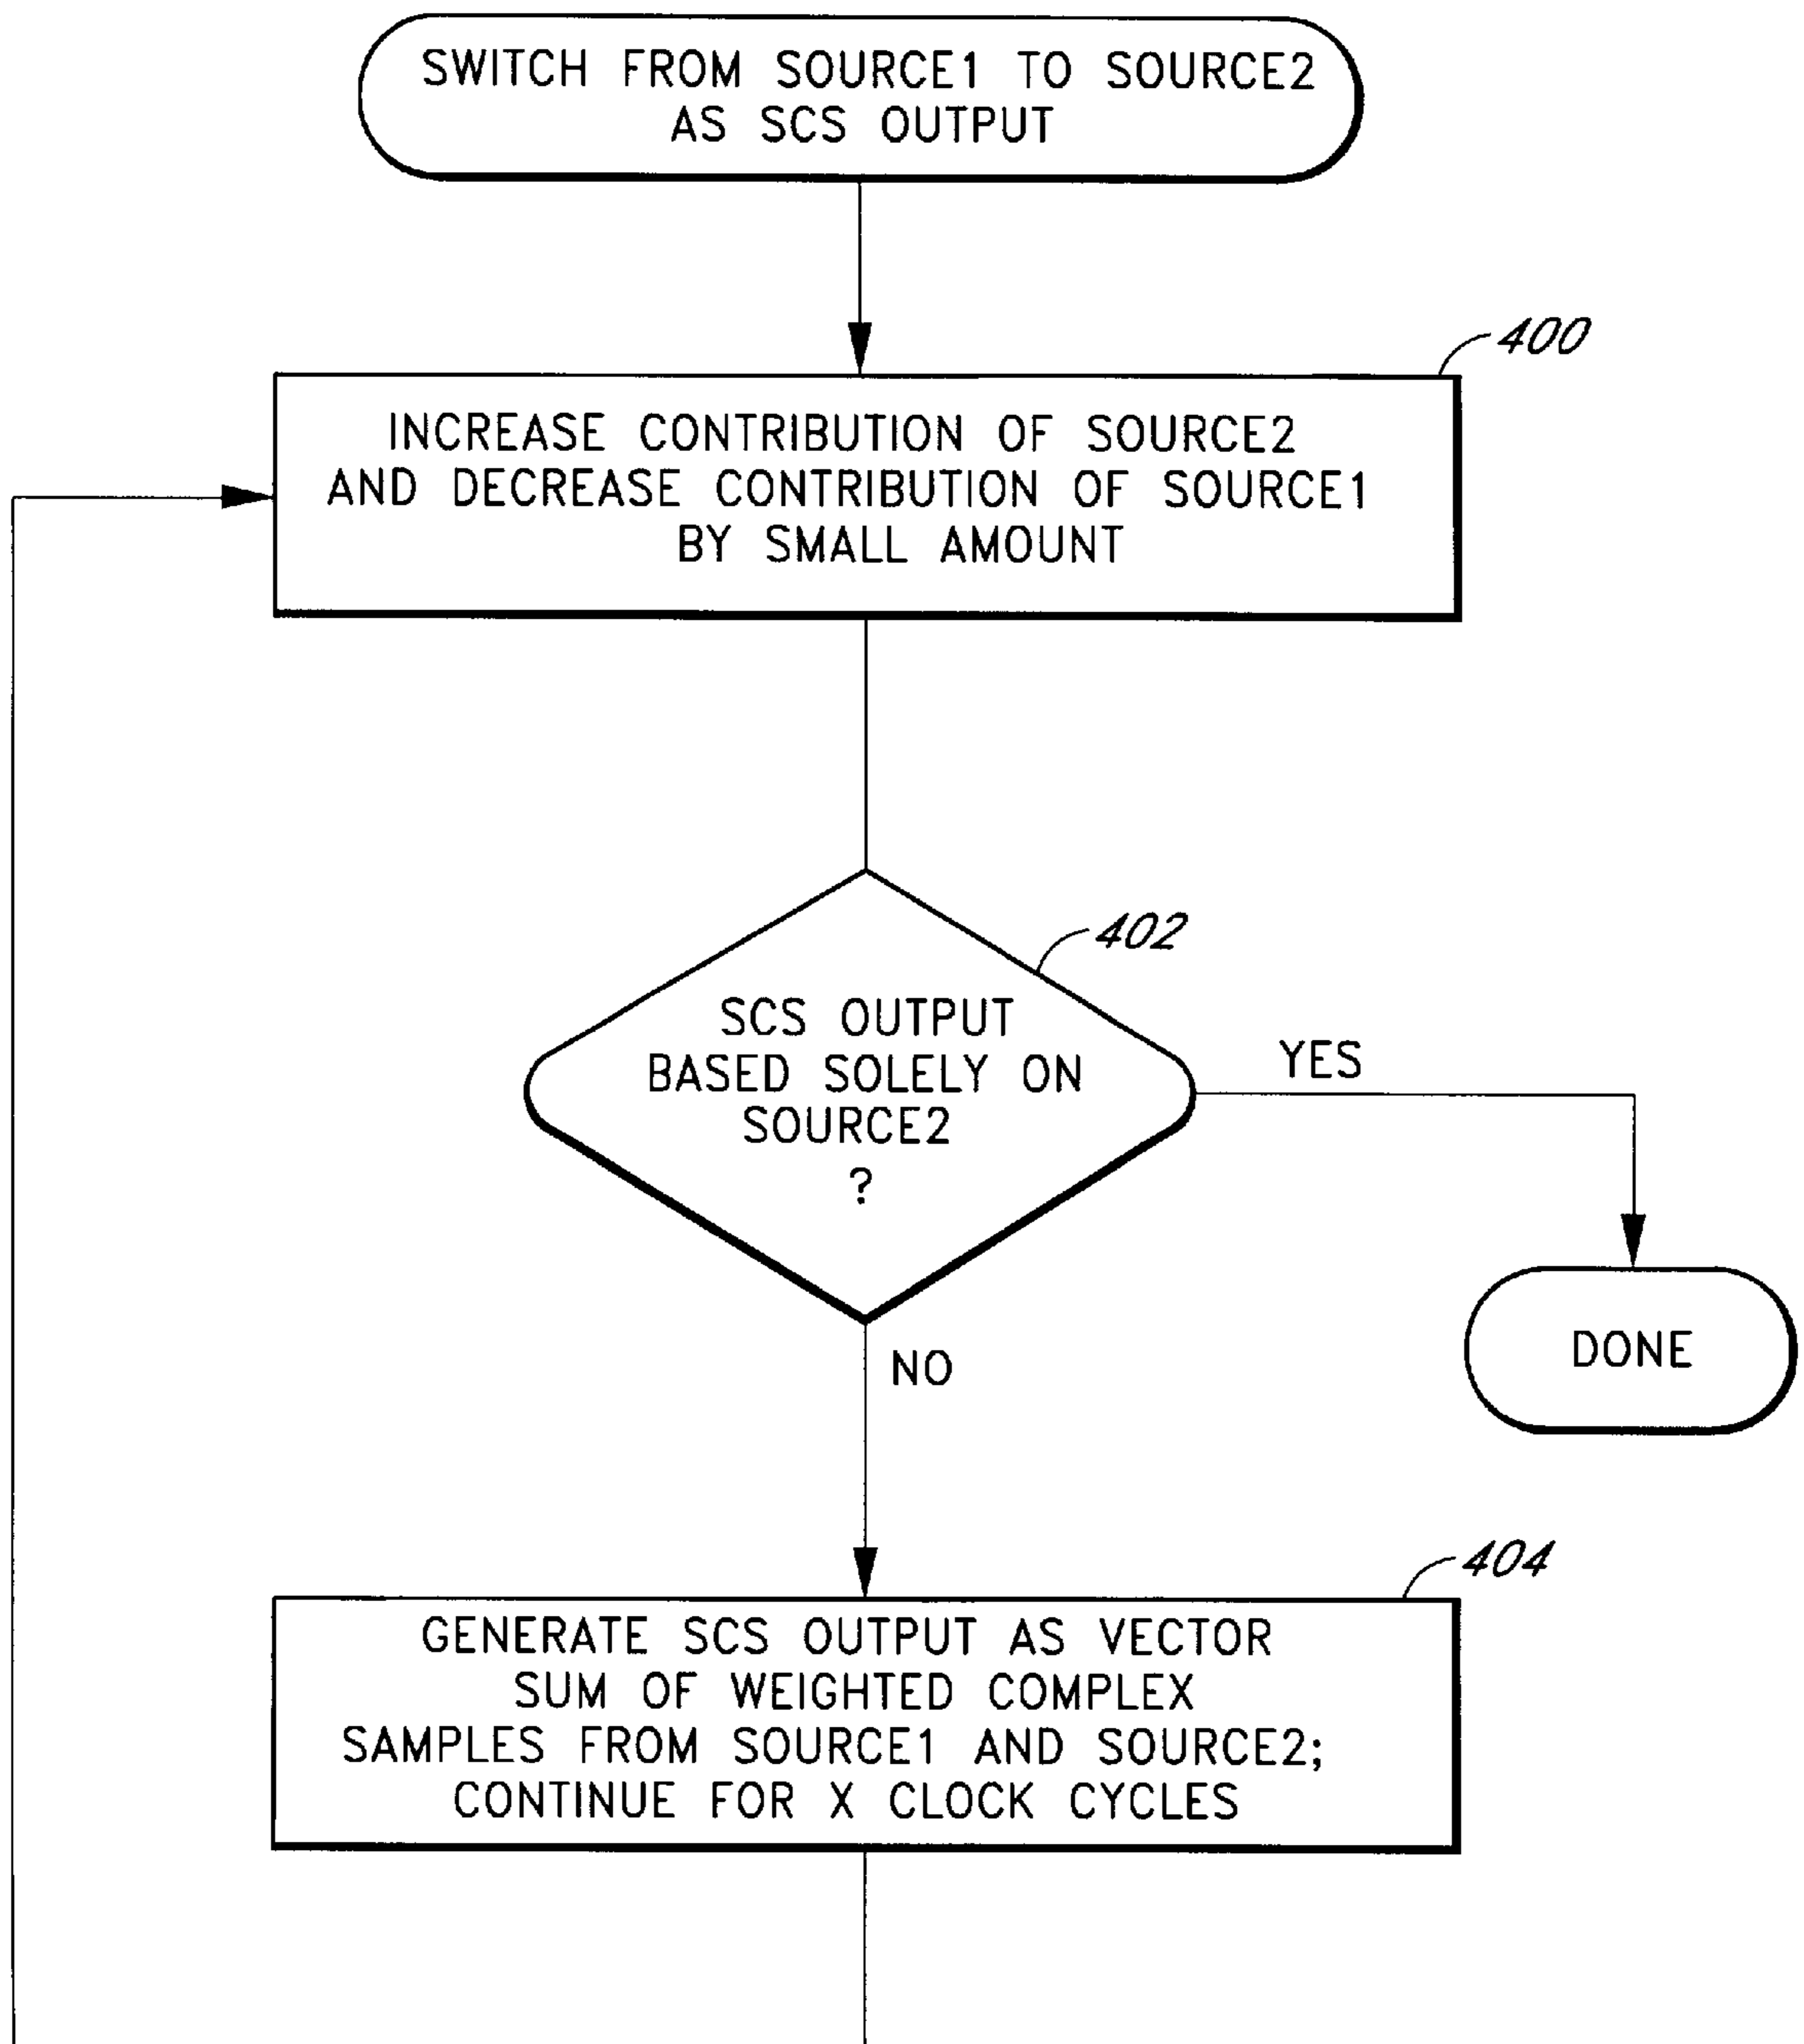 SWITCH FROM SOURCE1 TO SOURCE2
AS SCS OUTPUT
400
INCREASE CONTRIBUTION OF SOURCE2
AND DECREASE CONTRIBUTION OF SOURCE1
BY SMALL AMOUNT
402
SCS OUTPUT
BASED SOLELY ON
SOURCE2
?
YES
DONE
NO
404
GENERATE SCS OUTPUT AS VECTOR
SUM OF WEIGHTED COMPLEX
SAMPLES FROM SOURCE1 AND SOURCE2;
CONTINUE FOR X CLOCK CYCLES